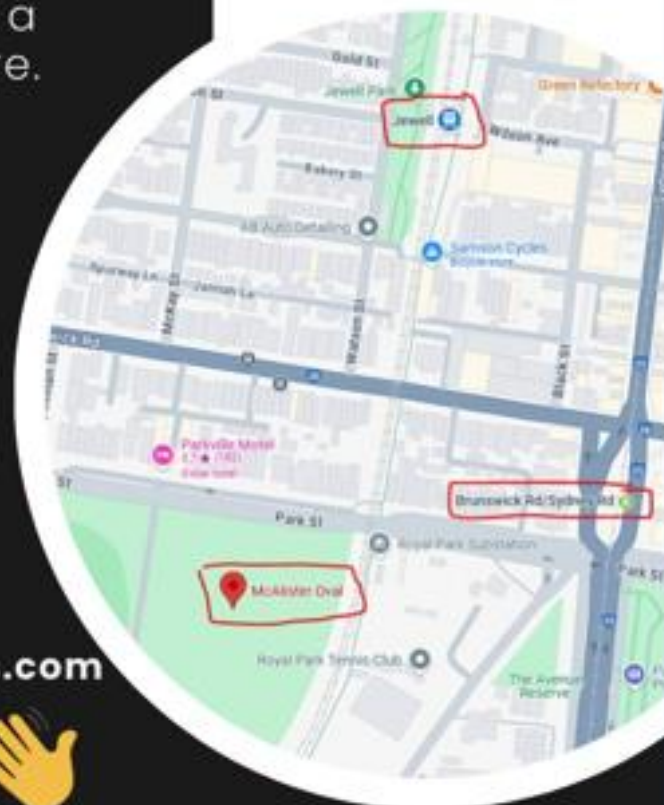 a
e.
Gold St
Jewell Park
Green Refectory
Jewell
Wilson Ave
AB Auto Detailing
Samson Cycles
McKay St
Watson St
Black St
Parkville Motel
Park St
Brunswick Rd/Sydney Rd
Royal Park Substation
Park St
McAlister Oval
Royal Park Tennis Club
The Avenue
Reserve
.com